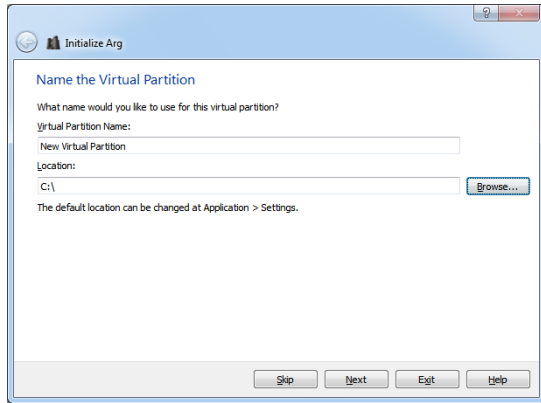 Initialize Arg
Name the Virtual Partition
What name would you like to use for this virtual partition?
Virtual Partition Name:
New Virtual Partition
Location:
C:\
Browse...
The default location can be changed at Application > Settings.
Skip Next Exit Help